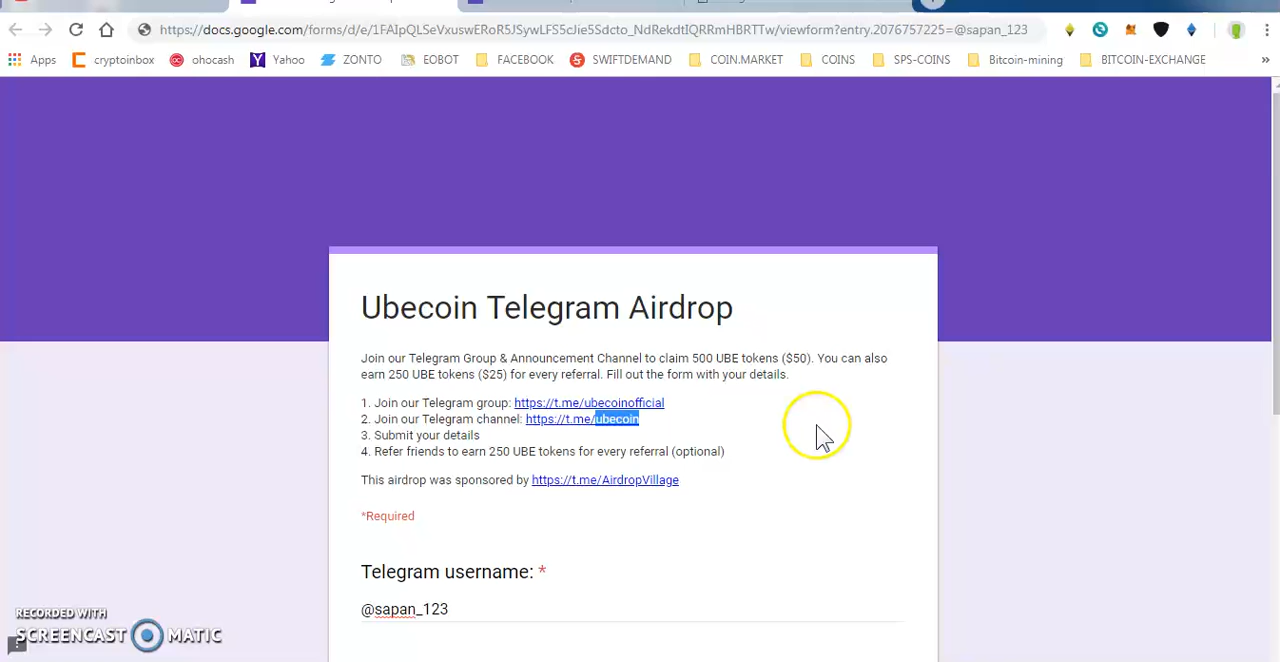 https://docs.google.com/forms/d/e/1FAIpQLSeVxuswERoR5JSywLFS5cJie5Sdcto_NdRekdtIQRRmHBRTTw/viewform?entry.2076757225=@sapan_123
Apps cryptoinbox ohocash Yahoo ZONTO EOBOT FACEBOOK SWIFTDEMAND COIN.MARKET COINS SPS-COINS Bitcoin-mining BITCOIN-EXCHANGE »
Ubecoin Telegram Airdrop
Join our Telegram Group & Announcement Channel to claim 500 UBE tokens ($50). You can also
earn 250 UBE tokens ($25) for every referral. Fill out the form with your details.
1. Join our Telegram group: https://t.me/ubecoinofficial
2. Join our Telegram channel: https://t.me/ubecoin
3. Submit your details
4. Refer friends to earn 250 UBE tokens for every referral (optional)
This airdrop was sponsored by https://t.me/AirdropVillage
*Required
Telegram username: *
@sapan_123
RECORDED WITH
SCREENCAST MATIC